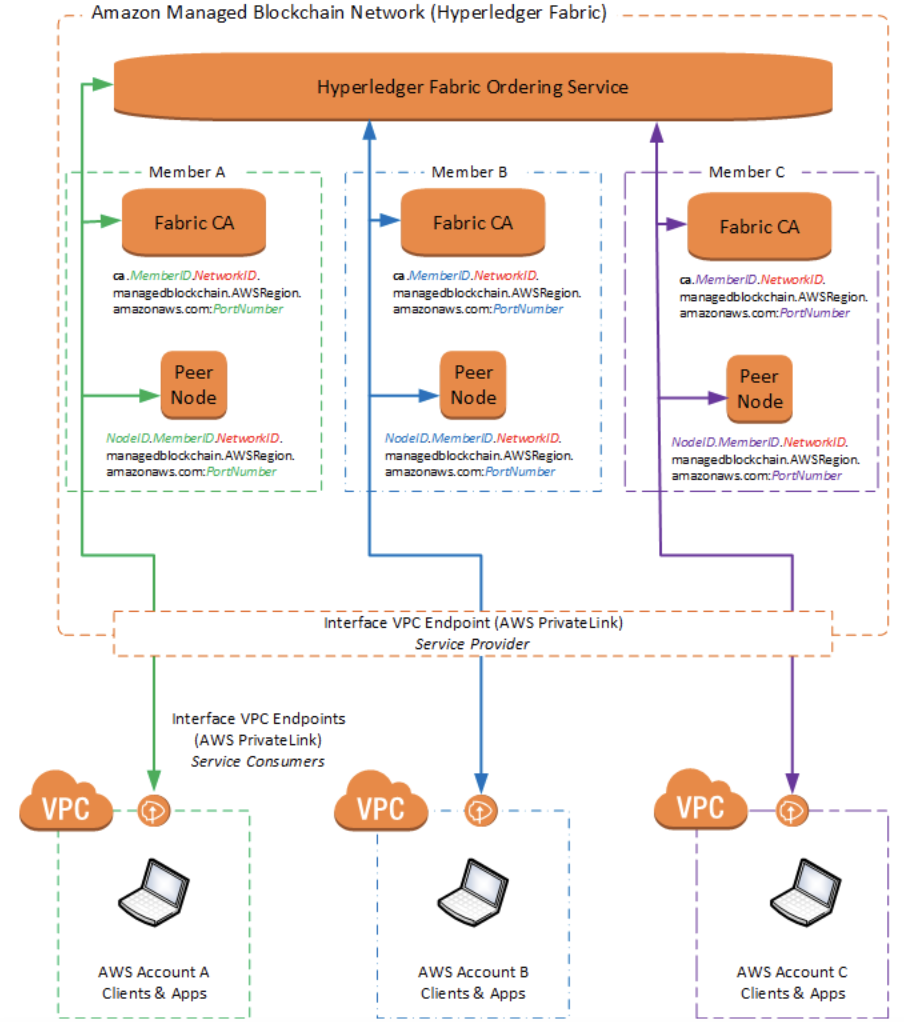 Amazon Managed Blockchain Network (Hyperledger Fabric)
Hyperledger Fabric Ordering Service
Member A
Fabric CA
ca.MemberID.NetworkID.
managedblockchain.AWSRegion.
amazonaws.com:PortNumber
Peer
Node
NodeID.MemberID.NetworkID.
managedblockchain.AWSRegion.
amazonaws.com:PortNumber
Member B
Fabric CA
ca.MemberID.NetworkID.
managedblockchain.AWSRegion.
amazonaws.com:PortNumber
Peer
Node
NodeID.MemberID.NetworkID.
managedblockchain.AWSRegion.
amazonaws.com:PortNumber
Member C
Fabric CA
ca.MemberID.NetworkID.
managedblockchain.AWSRegion.
amazonaws.com:PortNumber
Peer
Node
NodeID.MemberID.NetworkID.
managedblockchain.AWSRegion.
amazonaws.com:PortNumber
Interface VPC Endpoint (AWS PrivateLink)
Service Provider
Interface VPC Endpoints
(AWS PrivateLink)
Service Consumers
VPC
AWS Account A
Clients & Apps
VPC
AWS Account B
Clients & Apps
VPC
AWS Account C
Clients & Apps